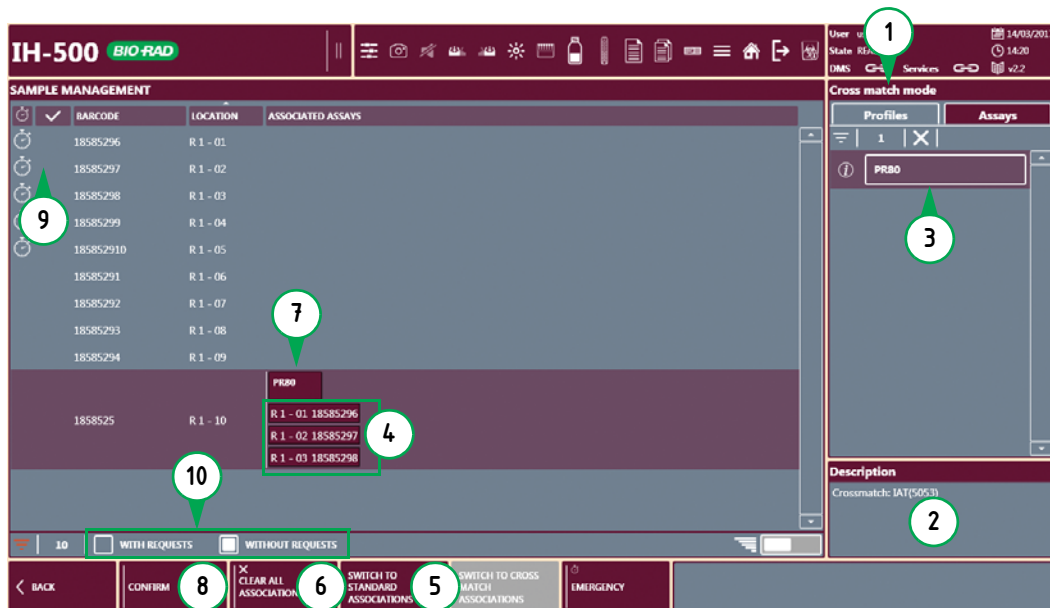 IH-500 BIO-RAD
User
State
DMS Services v2.2
14:20
1
SAMPLE MANAGEMENT
Cross match mode
BARCODE LOCATION ASSOCIATED ASSAYS
Profiles Assays
1
PR80
3
18585296 R 1 - 01
18585297 R 1 - 02
18585298 R 1 - 03
18585299 R 1 - 04
9
185852910 R 1 - 05
18585291 R 1 - 06
18585292 R 1 - 07
18585293 R 1 - 08
18585294 R 1 - 09
7
1858525 R 1 - 10
PR80
R 1 - 01 18585296
R 1 - 02 18585297
R 1 - 03 18585298
4
Description
Crossmatch: IAT(5053)
2
10
10 WITH REQUESTS WITHOUT REQUESTS
BACK
CONFIRM
8
CLEAR ALL
6
SWITCH TO
STANDARD
ASSOCIATIONS
5
SWITCH TO CROSS
MATCH
ASSOCIATIONS
EMERGENCY